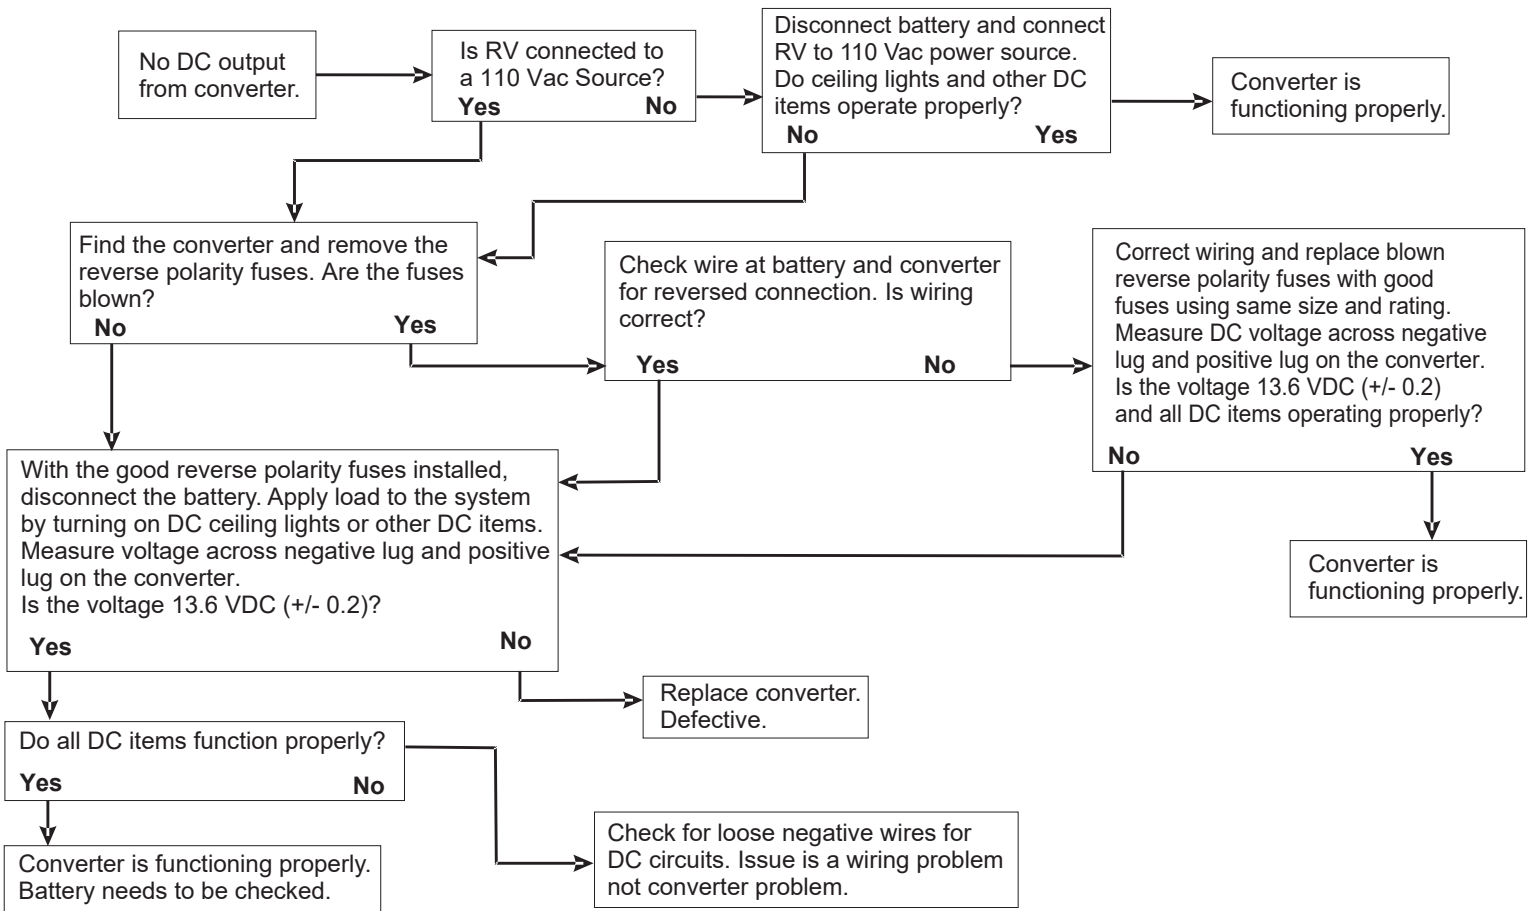 No DC output
from converter.
Is RV connected to
a 110 Vac Source?
Yes No
Disconnect battery and connect
RV to 110 Vac power source.
Do ceiling lights and other DC
items operate properly?
No Yes
Converter is
functioning properly.
Find the converter and remove the
reverse polarity fuses. Are the fuses
blown?
No Yes
Check wire at battery and converter
for reversed connection. Is wiring
correct?
Yes No
Correct wiring and replace blown
reverse polarity fuses with good
fuses using same size and rating.
Measure DC voltage across negative
lug and positive lug on the converter.
Is the voltage 13.6 VDC (+/- 0.2)
and all DC items operating properly?
No Yes
Converter is
functioning properly.
With the good reverse polarity fuses installed,
disconnect the battery. Apply load to the system
by turning on DC ceiling lights or other DC items.
Measure voltage across negative lug and positive
lug on the converter.
Is the voltage 13.6 VDC (+/- 0.2)?
Yes No
Replace converter.
Defective.
Do all DC items function properly?
Yes No
Check for loose negative wires for
DC circuits. Issue is a wiring problem
not converter problem.
Converter is functioning properly.
Battery needs to be checked.